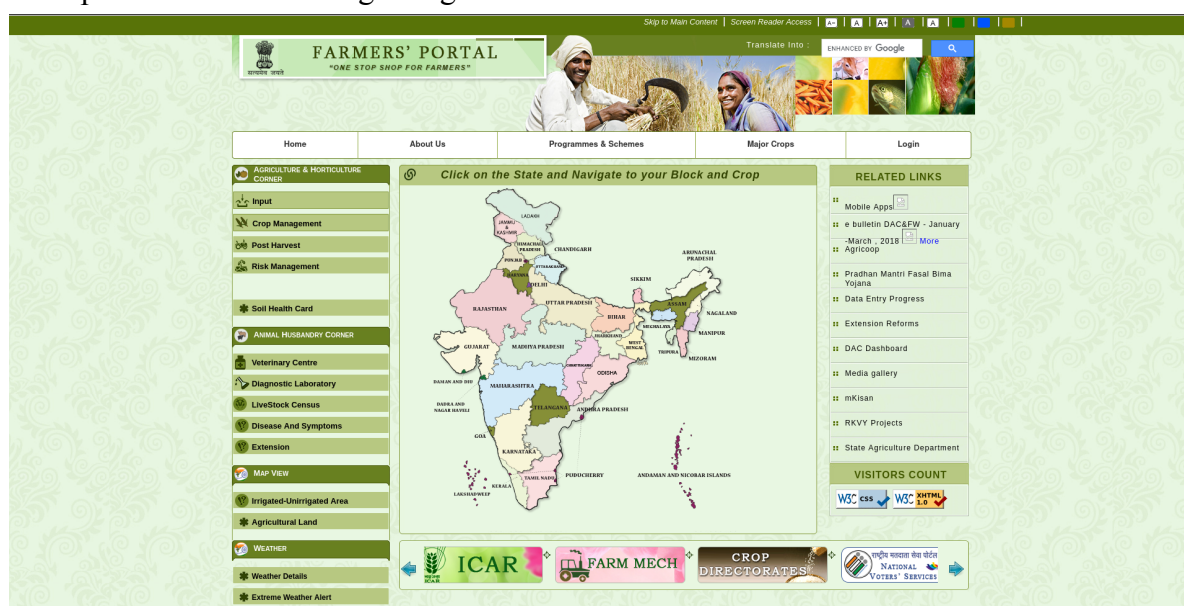 Skip to Main Content | Screen Reader Access | A- | A | A+ | A | A |
FARMERS' PORTAL
"ONE STOP SHOP FOR FARMERS"
सत्यमेव जयते
Translate Into :
ENHANCED BY Google
Home
About Us
Programmes & Schemes
Major Crops
Login
AGRICULTURE & HORTICULTURE
CORNER
Input
Crop Management
Post Harvest
Risk Management
Soil Health Card
ANIMAL HUSBANDRY CORNER
Veterinary Centre
Diagnostic Laboratory
LiveStock Census
Disease And Symptoms
Extension
MAP VIEW
Irrigated-Unirrigated Area
Agricultural Land
WEATHER
Weather Details
Extreme Weather Alert
Click on the State and Navigate to your Block and Crop
LADAKH
JAMMU
&
KASHMIR
HIMACHAL
PRADESH
CHANDIGARH
PUNJAB
UTTARAKHAND
HARYANA
DELHI
ARUNACHAL
PRADESH
SIKKIM
RAJASTHAN
UTTAR PRADESH
ASSAM
NAGALAND
BIHAR
MEGHALAYA
MANIPUR
JHARKHAND
WEST
BENGAL
TRIPURA
MIZORAM
GUJARAT
MADHYA PRADESH
CHHATTISGARH
ODISHA
DAMAN AND DIU
MAHARASHTRA
DADRA AND
NAGAR HAVELI
TELANGANA
ANDHRA PRADESH
GOA
KARNATAKA
TAMIL NADU
PUDUCHERRY
ANDAMAN AND NICOBAR ISLANDS
KERALA
LAKSHADWEEP
RELATED LINKS
Mobile Apps
e bulletin DAC&FW - January
-March , 2018 More
Agricoop
Pradhan Mantri Fasal Bima
Yojana
Data Entry Progress
Extension Reforms
DAC Dashboard
Media gallery
mKisan
RKVY Projects
State Agriculture Department
VISITORS COUNT
W3C css
W3C XHTML 1.0
ICAR
ICAR
FARM MECH
CROP
DIRECTORATES
राष्ट्रीय मतदाता सेवा पोर्टल
NATIONAL
VOTERS' SERVICES